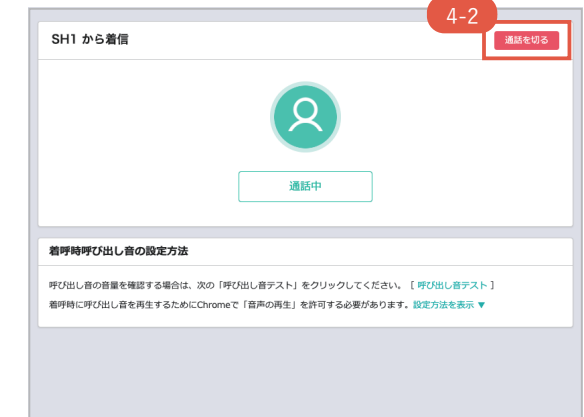 4-2
SH1 から着信
通話を切る
通話中
着呼時呼び出し音の設定方法
呼び出し音の音量を確認する場合は、次の「呼び出し音テスト」をクリックしてください。［ 呼び出し音テスト ］
着呼時に呼び出し音を再生するためにChromeで「音声の再生」を許可する必要があります。設定方法を表示 ▼